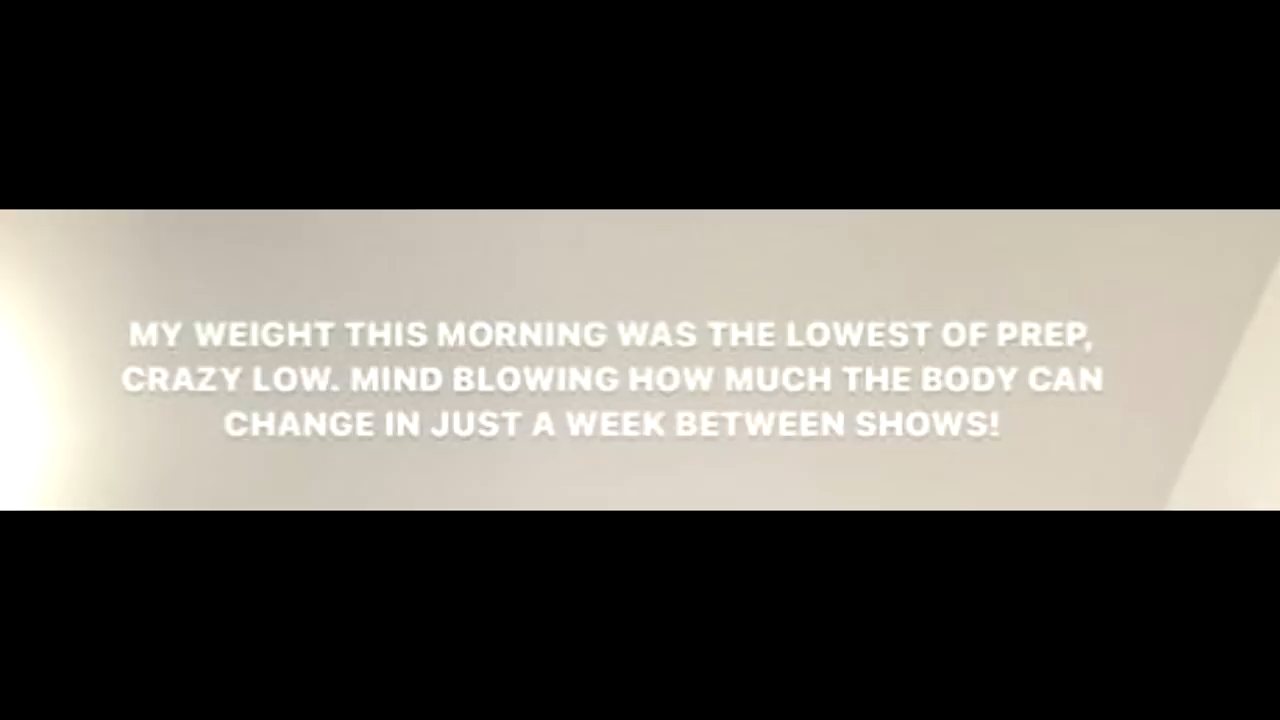 MY WEIGHT THIS MORNING WAS THE LOWEST OF PREP,
CRAZY LOW. MIND BLOWING HOW MUCH THE BODY CAN
CHANGE IN JUST A WEEK BETWEEN SHOWS!